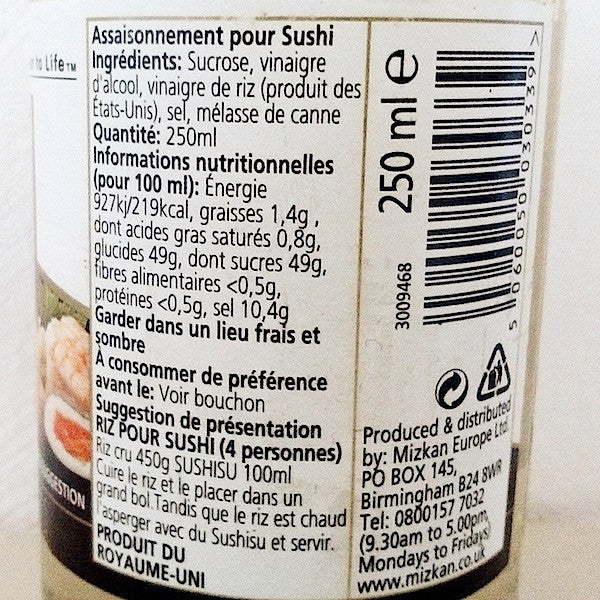 to Life™
Assaisonnement pour Sushi
Ingrédients: Sucrose, vinaigre
d'alcool, vinaigre de riz (produit des
États-Unis), sel, mélasse de canne
Quantité: 250ml
Informations nutritionnelles
(pour 100 ml): Énergie
927kj/219kcal, graisses 1,4g ,
dont acides gras saturés 0,8g,
glucides 49g, dont sucres 49g,
fibres alimentaires <0,5g,
protéines <0,5g, sel 10,4g
Garder dans un lieu frais et
sombre
À consommer de préférence
avant le: Voir bouchon
Suggestion de présentation
RIZ POUR SUSHI (4 personnes)
Riz cru 450g SUSHISU 100ml
Cuire le riz et le placer dans un
grand bol.Tandis que le riz est chaud
l'asperger avec du Sushisu et servir.
PRODUIT DU
ROYAUME-UNI
250 ml e
3009468
5 060050 030339 >
Produced & distributed
by: Mizkan Europe Ltd.
PO BOX 145,
Birmingham B24 8WR
Tel: 0800157 7032
(9.30am to 5.00pm,
Mondays to Fridays)
www.mizkan.co.uk